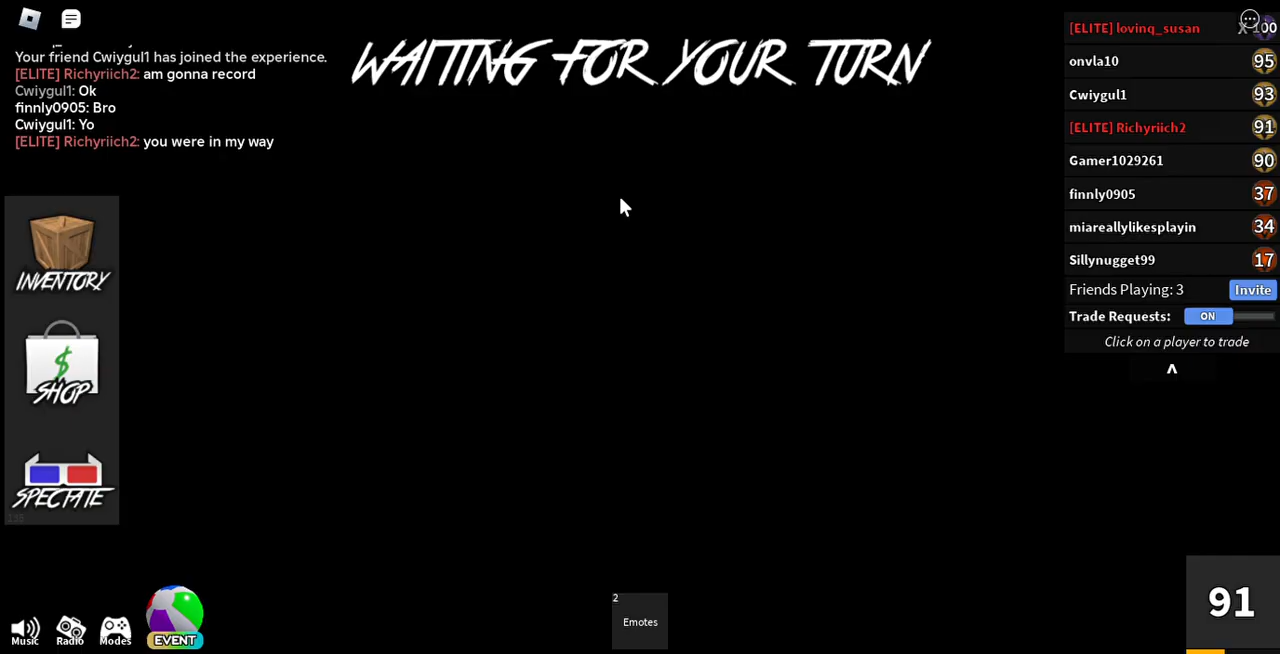 Your friend Cwiygul1 has joined the experience.
[ELITE] Richyriich2: am gonna record
Cwiygul1: Ok
finnly0905: Bro
Cwiygul1: Yo
[ELITE] Richyriich2: you were in my way
WAITING FOR YOUR TURN
[ELITE] lovinq_susan X 100
onvla10 95
Cwiygul1 93
[ELITE] Richyriich2 91
Gamer1029261 90
finnly0905 37
miareallylikesplayin 34
Sillynugget99 17
Friends Playing: 3 Invite
Trade Requests: ON
Click on a player to trade
^
INVENTORY
$
SHOP
SPECTATE
Music
Radio
Modes
EVENT
2
Emotes
91